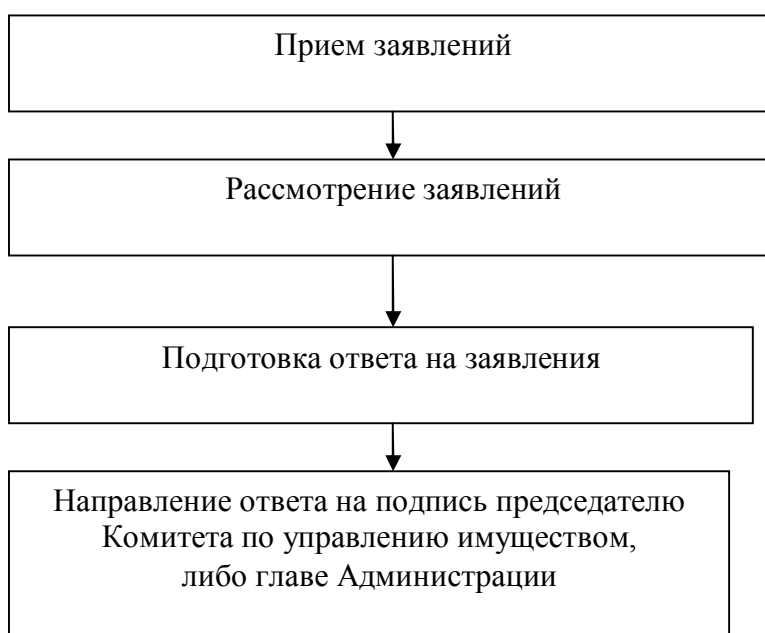 Прием заявлений
Рассмотрение заявлений
Подготовка ответа на заявления
Направление ответа на подпись председателю
Комитета по управлению имуществом,
либо главе Администрации